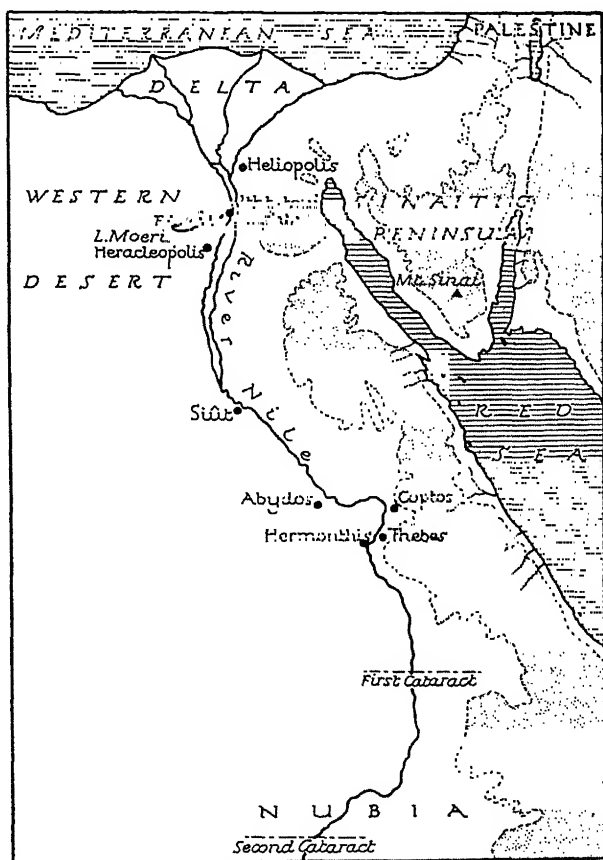 MEDITERRANEAN SEA
PALESTINE
DELTA
Heliopolis
WESTERN
SINAITIC
PENINSULA
L. Moeri
Heracleopolis
DESERT
Mt. Sinai
River Nile
RED
SEA
Siût
Abydos
Coptos
Hermonthis
Thebes
First Cataract
NUBIA
Second Cataract